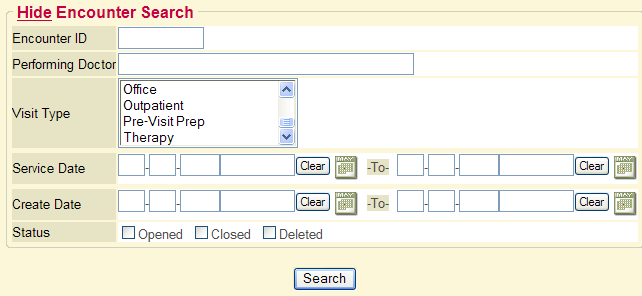 Hide Encounter Search
Encounter ID
Performing Doctor
Visit Type
Office
Outpatient
Pre-Visit Prep
Therapy
Service Date - - Clear MAY -To- - - Clear MAY
Create Date - - Clear MAY -To- - - Clear MAY
Status Opened Closed Deleted
Search